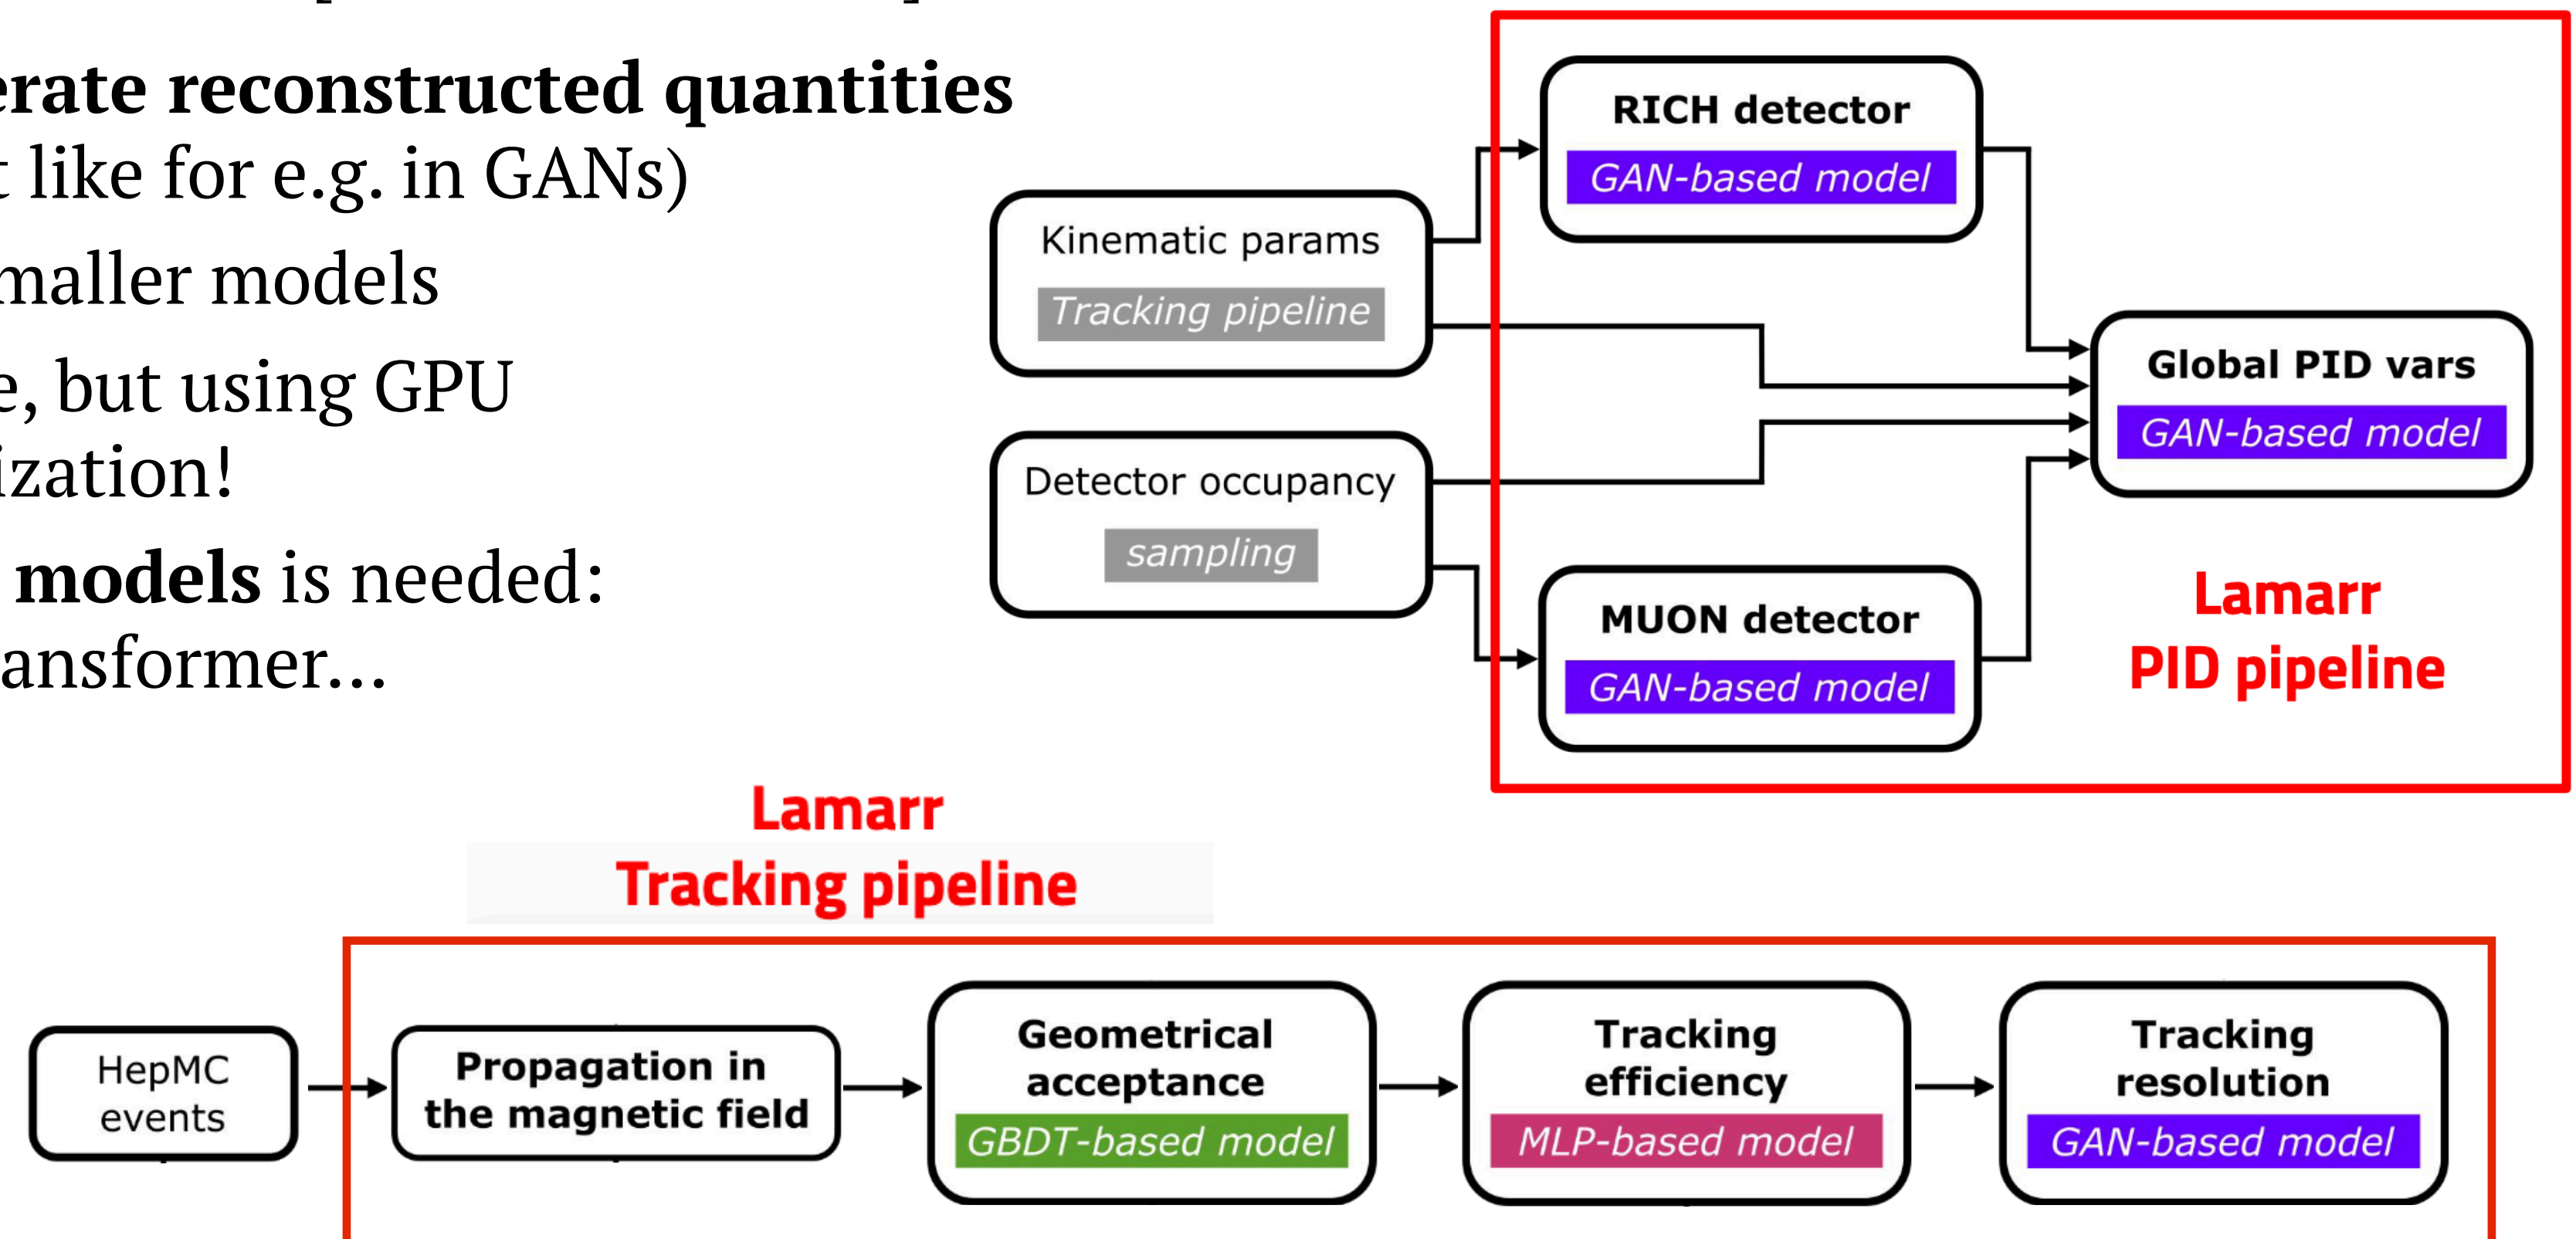 erate reconstructed quantities
like for e.g. in GANs)
maller models
, but using GPU
ization!
models is needed:
ansformer...
RICH detector
GAN-based model
Kinematic params
Tracking pipeline
Global PID vars
GAN-based model
Detector occupancy
sampling
MUON detector
GAN-based model
Lamarr
PID pipeline
Lamarr
Tracking pipeline
HepMC
events
Propagation in
the magnetic field
Geometrical
acceptance
GBDT-based model
Tracking
efficiency
MLP-based model
Tracking
resolution
GAN-based model